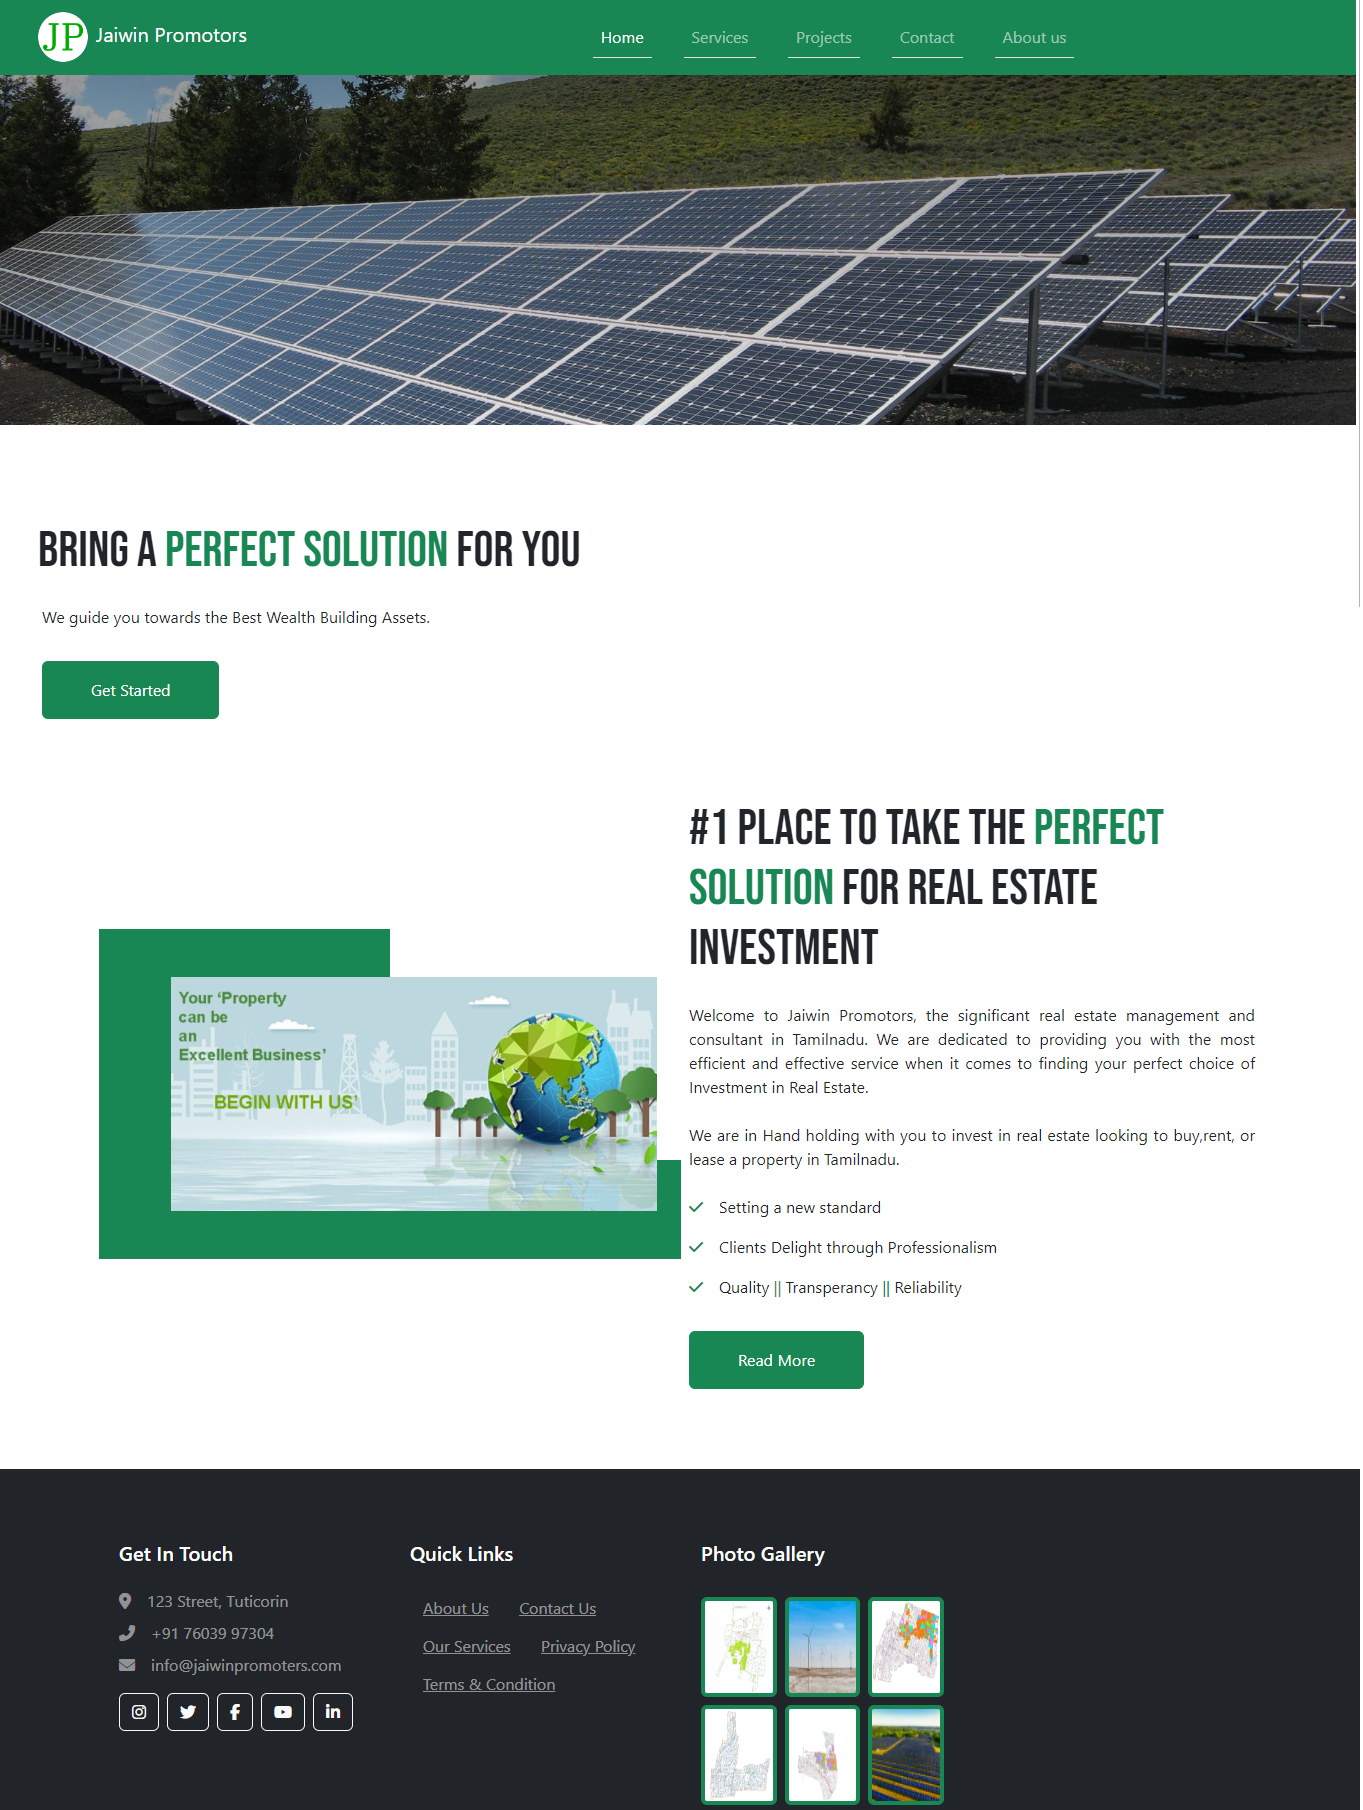 JP Jaiwin Promotors
Home Services Projects Contact About us
BRING A PERFECT SOLUTION FOR YOU
We guide you towards the Best Wealth Building Assets.
Get Started
#1 PLACE TO TAKE THE PERFECT
SOLUTION FOR REAL ESTATE
INVESTMENT
Your ‘Property
can be
an
Excellent Business’
BEGIN WITH US’
Welcome to Jaiwin Promotors, the significant real estate management and
consultant in Tamilnadu. We are dedicated to providing you with the most
efficient and effective service when it comes to finding your perfect choice of
Investment in Real Estate.
We are in Hand holding with you to invest in real estate looking to buy,rent, or
lease a property in Tamilnadu.
Setting a new standard
Clients Delight through Professionalism
Quality || Transperancy || Reliability
Read More
Get In Touch
123 Street, Tuticorin
+91 76039 97304
info@jaiwinpromoters.com
Quick Links
About Us Contact Us
Our Services Privacy Policy
Terms & Condition
Photo Gallery